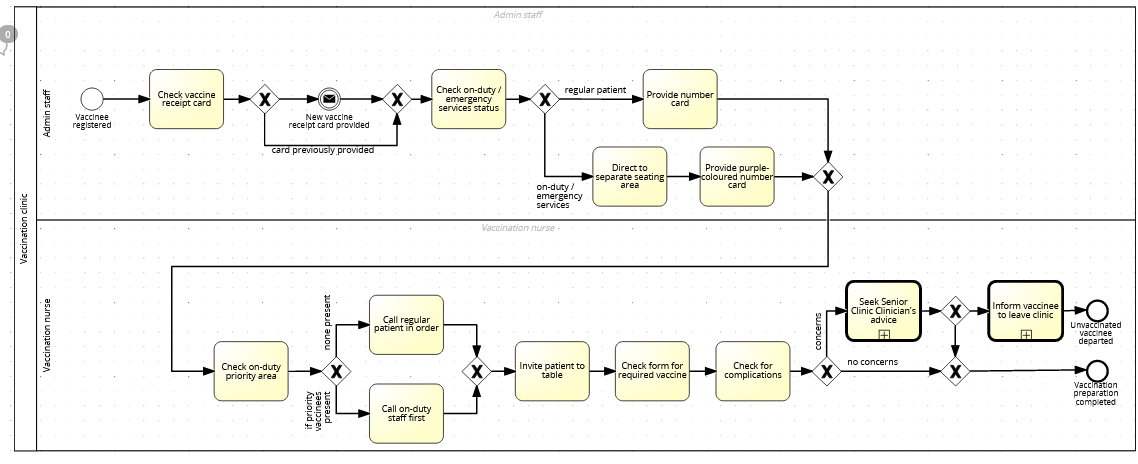 0
Admin staff
Vaccination clinic
Admin staff
Vaccinee
registered
Check vaccine
receipt card
X
New vaccine
receipt card provided
card previously provided
X
Check on-duty /
emergency
services status
X
regular patient
Provide number
card
on-duty /
emergency
services
Direct to
separate seating
area
Provide purple-
coloured number
card
X
Vaccination nurse
Vaccination nurse
Check on-duty
priority area
X
none present
if priority
vaccinees
present
Call regular
patient in order
Call on-duty
staff first
X
Invite patient to
table
Check form for
required vaccine
Check for
complications
X
concerns
no concerns
Seek Senior
Clinic Clinician's
advice
X
Inform vaccinee
to leave clinic
Unvaccinated
vaccinee
departed
X
Vaccination
preparation
completed